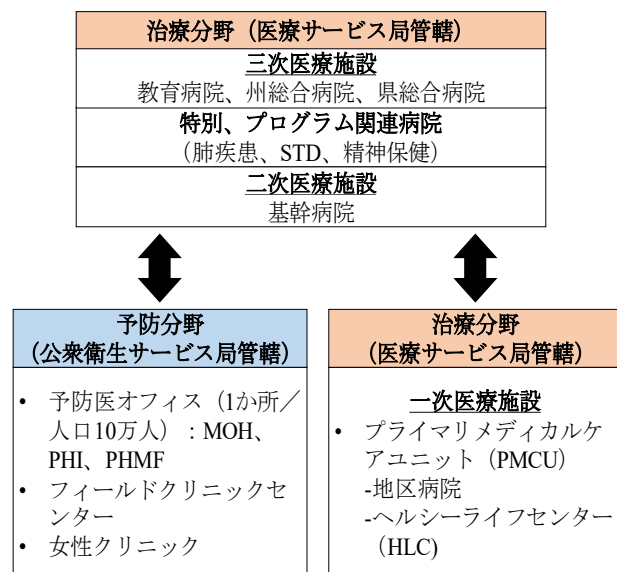 治療分野（医療サービス局管轄）
三次医療施設
教育病院、州総合病院、県総合病院
特別、プログラム関連病院
（肺疾患、STD、精神保健）
二次医療施設
基幹病院
予防分野
（公衆衛生サービス局管轄）
• 予防医オフィス（1か所／
人口10万人）：MOH、
PHI、PHMF
• フィールドクリニックセ
ンター
• 女性クリニック
治療分野
（医療サービス局管轄）
一次医療施設
• プライマリメディカルケ
アユニット（PMCU）
-地区病院
-ヘルシーライフセンター
（HLC)